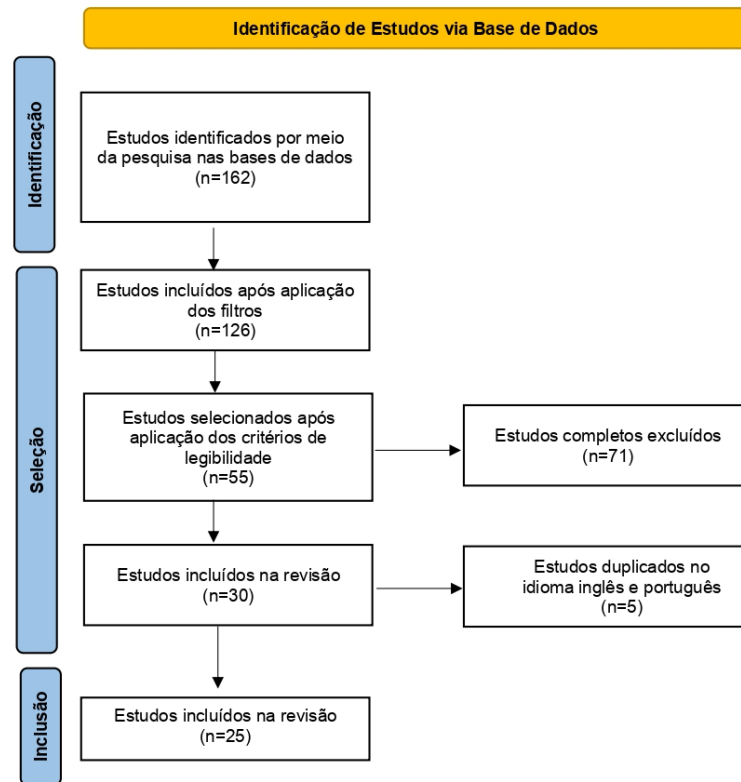 Identificação de Estudos via Base de Dados
Identificação
Estudos identificados por meio
da pesquisa nas bases de dados
(n=162)
Seleção
Estudos incluídos após aplicação
dos filtros
(n=126)
Estudos selecionados após
aplicação dos critérios de
legibilidade
(n=55)
Estudos completos excluídos
(n=71)
Estudos incluídos na revisão
(n=30)
Estudos duplicados no
idioma inglês e português
(n=5)
Inclusão
Estudos incluídos na revisão
(n=25)